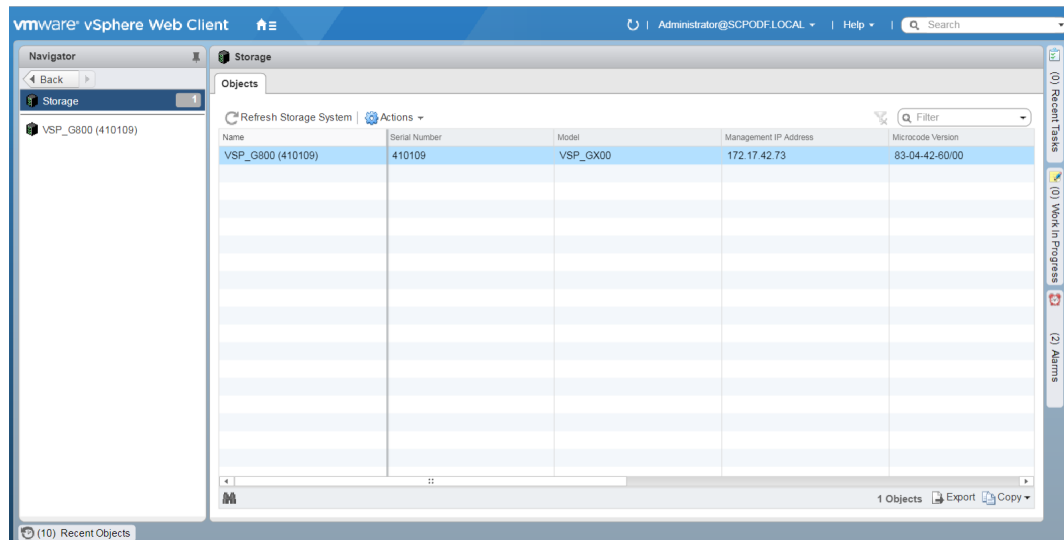 vmware® vSphere Web Client
Administrator@SCPODF.LOCAL
Help
Search
Navigator
Back
Storage 1
VSP_G800 (410109)
Storage
Objects
Refresh Storage System
Actions
Filter
Name Serial Number Model Management IP Address Microcode Version
VSP_G800 (410109) 410109 VSP_GX00 172.17.42.73 83-04-42-60/00
1 Objects Export Copy
(10) Recent Objects
(0) Recent Tasks
(0) Work In Progress
(2) Alarms